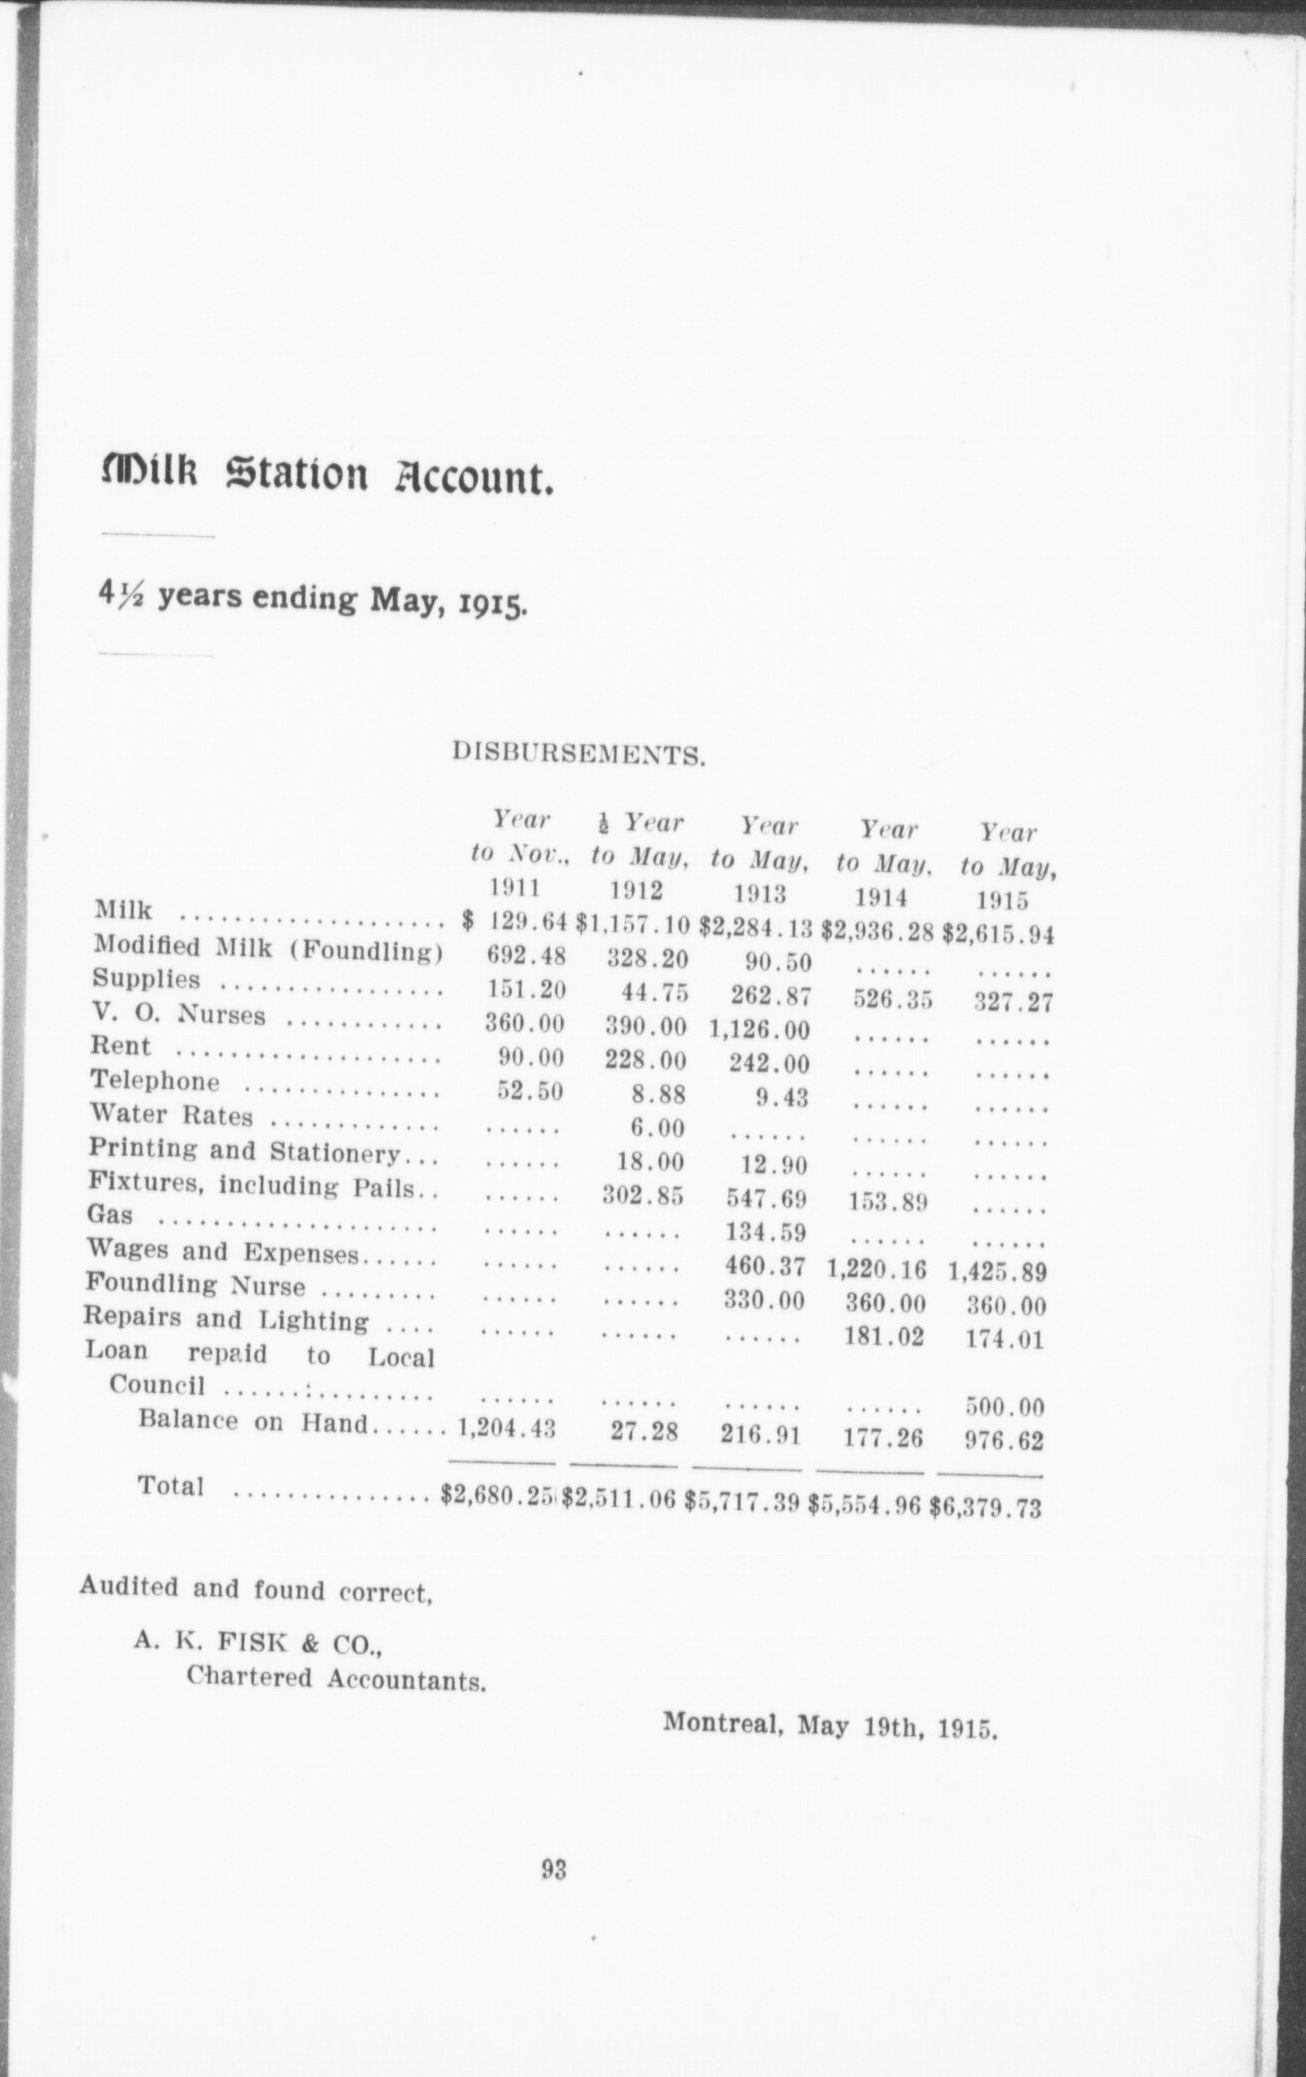 Milk Station Account.
4½ years ending May, 1915.
DISBURSEMENTS.
Year ½ Year Year Year Year
to Nov., to May, to May, to May, to May,
1911 1912 1913 1914 1915
Milk .................... $ 129.64 $1,157.10 $2,284.13 $2,936.28 $2,615.94
Modified Milk (Foundling) 692.48 328.20 90.50 ...... ......
Supplies ................. 151.20 44.75 262.87 526.35 327.27
V. O. Nurses ............ 360.00 390.00 1,126.00 ...... ......
Rent .................... 90.00 228.00 242.00 ...... ......
Telephone ............... 52.50 8.88 9.43 ...... ......
Water Rates ............. ...... 6.00 ...... ...... ......
Printing and Stationery... ...... 18.00 12.90 ...... ......
Fixtures, including Pails.. ...... 302.85 547.69 153.89 ......
Gas ..................... ...... ...... 134.59 ...... ......
Wages and Expenses...... ...... ...... 460.37 1,220.16 1,425.89
Foundling Nurse ......... ...... ...... 330.00 360.00 360.00
Repairs and Lighting .... ...... ...... ...... 181.02 174.01
Loan repaid to Local
Council ......:......... ...... ...... ...... ...... 500.00
Balance on Hand...... 1,204.43 27.28 216.91 177.26 976.62
Total ............... $2,680.25 $2,511.06 $5,717.39 $5,554.96 $6,379.73
Audited and found correct,
A. K. FISK & CO.,
Chartered Accountants.
Montreal, May 19th, 1915.
93